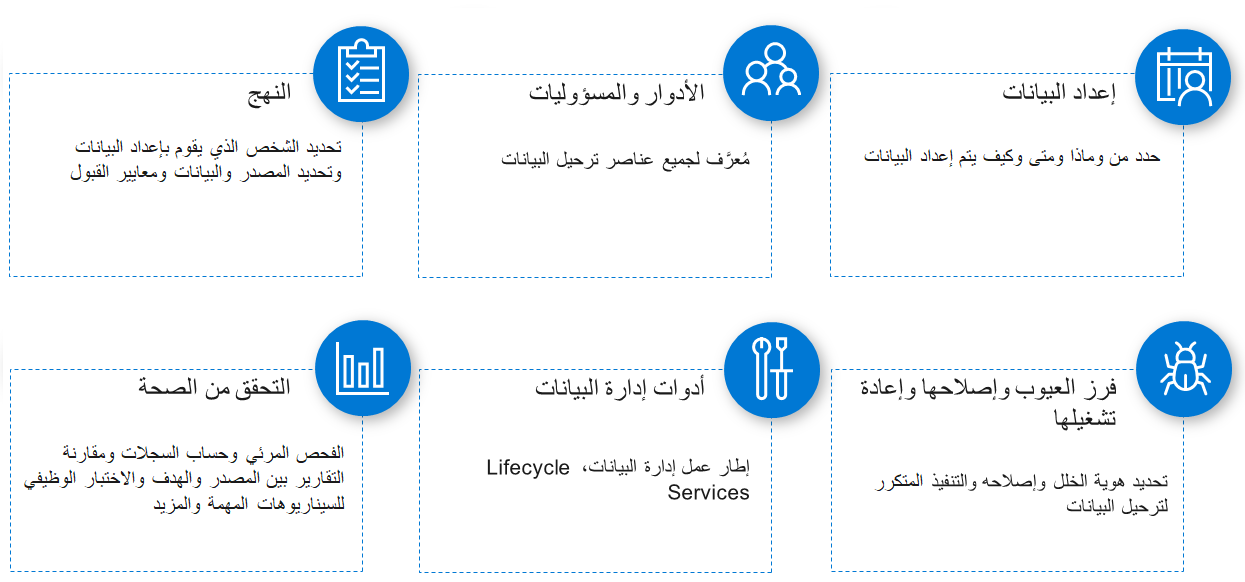 إعداد البيانات
حدد من وماذا ومتى وكيف يتم إعداد البيانات
الأدوار والمسؤوليات
مُعرَّف لجميع عناصر ترحيل البيانات
النهج
تحديد الشخص الذي يقوم بإعداد البيانات
وتحديد المصدر والبيانات ومعايير القبول
فرز العيوب وإصلاحها وإعادة
تشغيلها
تحديد هوية الخلل وإصلاحه والتنفيذ المتكرر
لترحيل البيانات
أدوات إدارة البيانات
إطار عمل إدارة البيانات، Lifecycle
Services
التحقق من الصحة
الفحص المرئي وحساب السجلات ومقارنة
التقارير بين المصدر والهدف والاختبار الوظيفي
للسيناريوهات المهمة والمزيد